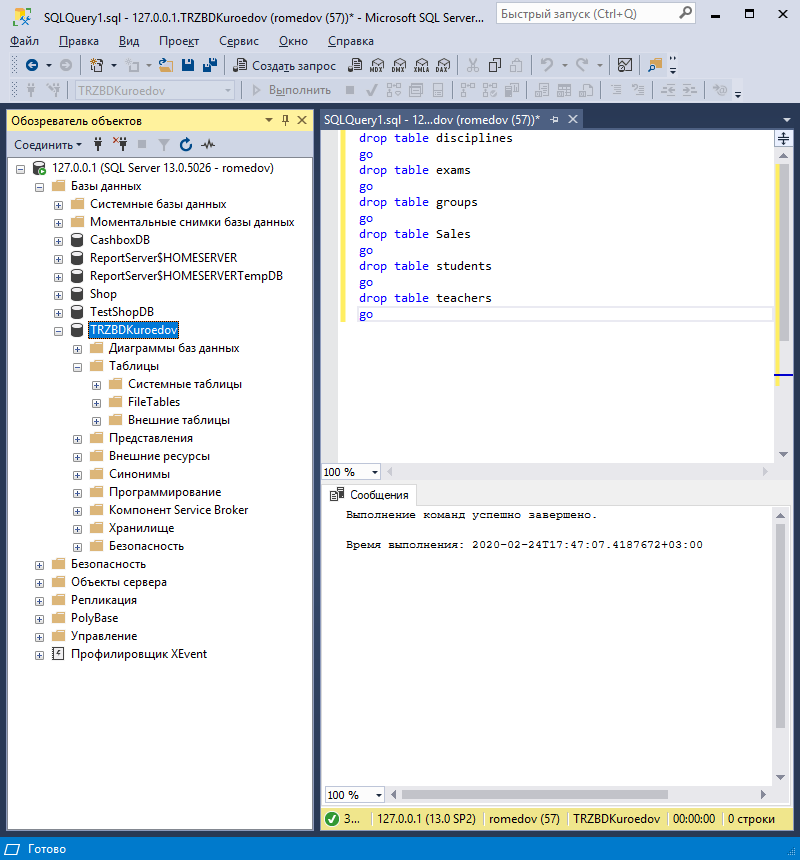 SQLQuery1.sql - 127.0.0.1.TRZBDKuroedov (romedov (57))* - Microsoft SQL Server...
Быстрый запуск (Ctrl+Q)
Файл Правка Вид Проект Сервис Окно Справка
Создать запрос MDX DMX XMLA DAX
TRZBDKuroedov Выполнить
Обозреватель объектов
Соединить
127.0.0.1 (SQL Server 13.0.5026 - romedov)
Базы данных
Системные базы данных
Моментальные снимки базы данных
CashboxDB
ReportServer$HOMESERVER
ReportServer$HOMESERVERTempDB
Shop
TestShopDB
TRZBDKuroedov
Диаграммы баз данных
Таблицы
Системные таблицы
FileTables
Внешние таблицы
Представления
Внешние ресурсы
Синонимы
Программирование
Компонент Service Broker
Хранилище
Безопасность
Безопасность
Объекты сервера
Репликация
PolyBase
Управление
Профилировщик XEvent
SQLQuery1.sql - 12...dov (romedov (57))*
drop table disciplines
go
drop table exams
go
drop table groups
go
drop table Sales
go
drop table students
go
drop table teachers
go
100 %
Сообщения
Выполнение команд успешно завершено.
Время выполнения: 2020-02-24T17:47:07.4187672+03:00
100 %
З... 127.0.0.1 (13.0 SP2) romedov (57) TRZBDKuroedov 00:00:00 0 строки
Готово